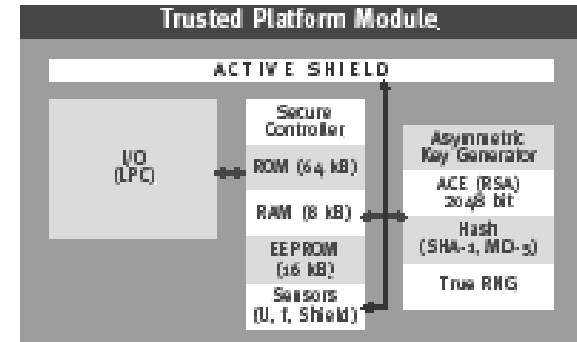 Trusted Platform Module
ACTIVE SHIELD
I/O
(LPC)
Secure
Controller
ROM (64 kB)
RAM (8 kB)
EEPROM
(16 kB)
Sensors
(U, f, Shield)
Asymmetric
Key Generator
ACE (RSA)
2048 bit
Hash
(SHA-1, MD-5)
True RNG